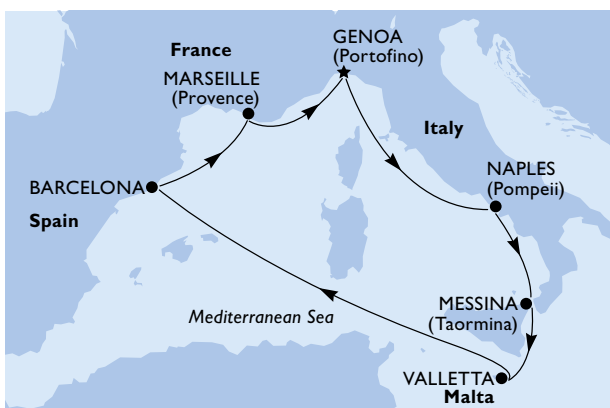 GENOA
(Portofino)
France
MARSEILLE
(Provence)
Italy
NAPLES
(Pompeii)
BARCELONA
Spain
MESSINA
(Taormina)
Mediterranean Sea
VALLETTA
Malta